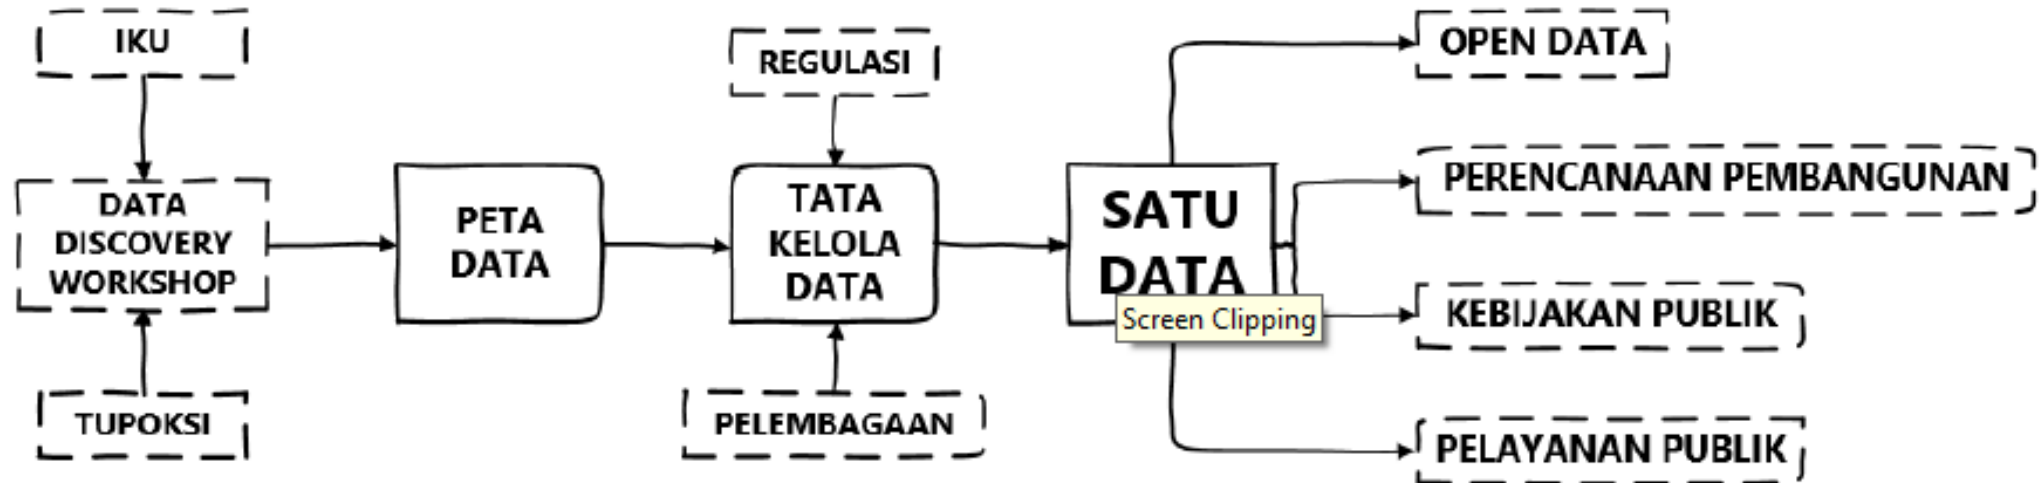 IKU
DATA
DISCOVERY
WORKSHOP
TUPOKSI
PETA
DATA
REGULASI
TATA
KELOLA
DATA
PELEMBAGAAN
SATU
DATA
Screen Clipping
OPEN DATA
PERENCANAAN PEMBANGUNAN
KEBIJAKAN PUBLIK
PELAYANAN PUBLIK